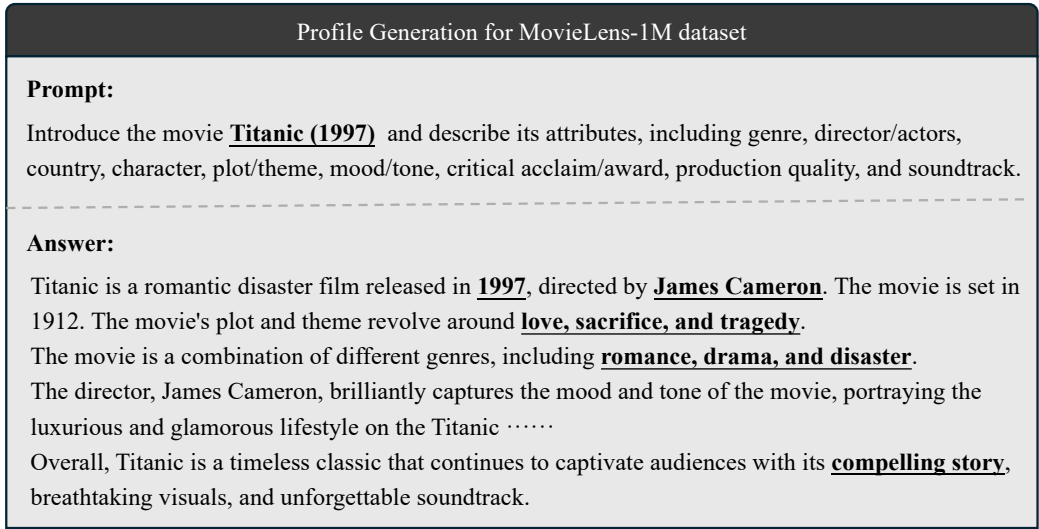 Profile Generation for MovieLens-1M dataset
Prompt:
Introduce the movie Titanic (1997) and describe its attributes, including genre, director/actors,
country, character, plot/theme, mood/tone, critical acclaim/award, production quality, and soundtrack.
Answer:
Titanic is a romantic disaster film released in 1997, directed by James Cameron. The movie is set in
1912. The movie's plot and theme revolve around love, sacrifice, and tragedy.
The movie is a combination of different genres, including romance, drama, and disaster.
The director, James Cameron, brilliantly captures the mood and tone of the movie, portraying the
luxurious and glamorous lifestyle on the Titanic ⋯⋯
Overall, Titanic is a timeless classic that continues to captivate audiences with its compelling story,
breathtaking visuals, and unforgettable soundtrack.